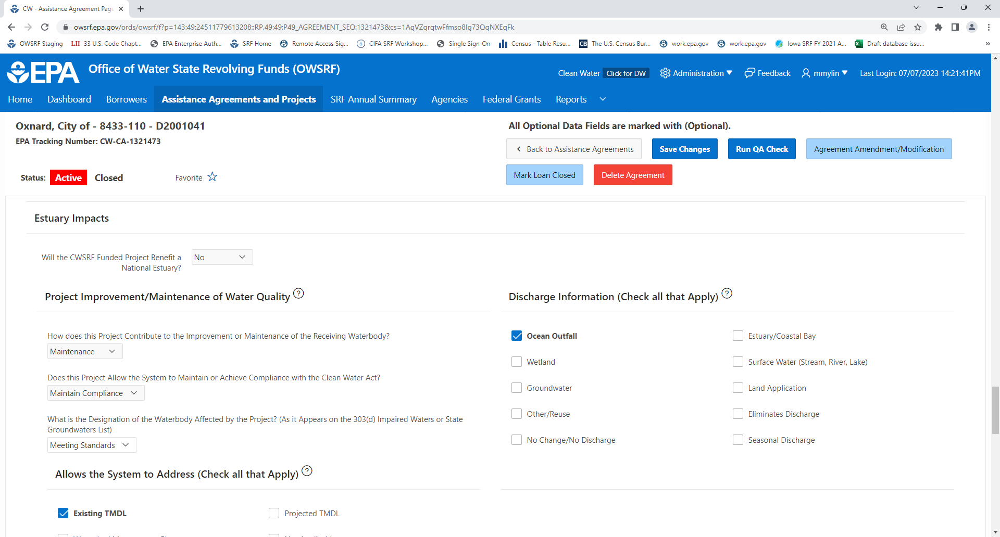 CW - Assistance Agreement Page
owsrf.epa.gov/ords/owsrf/f?p=143:49:24511779613208::RP,49:49:P49_AGREEMENT_SEQ:1321473&cs=1AgVZqrqtwFfmso8Ig73QqNXEqFk
OWSRF Staging LII 33 U.S. Code Chapt... EPA Enterprise Auth... SRF Home Remote Access Sig... CIFA SRF Workshop... Single Sign-On Census - Table Resu... CB The U.S. Census Bur... work.epa.gov work.epa.gov Iowa SRF FY 2021 A... Draft database issu... »
EPA Office of Water State Revolving Funds (OWSRF)
Clean Water Click for DW Administration Feedback mmylin Last Login: 07/07/2023 14:21:41PM
Home Dashboard Borrowers Assistance Agreements and Projects SRF Annual Summary Agencies Federal Grants Reports
Oxnard, City of - 8433-110 - D2001041
EPA Tracking Number: CW-CA-1321473
All Optional Data Fields are marked with (Optional).
Back to Assistance Agreements Save Changes Run QA Check Agreement Amendment/Modification
Status: Active Closed Favorite
Mark Loan Closed Delete Agreement
Estuary Impacts
Will the CWSRF Funded Project Benefit a
National Estuary?
No
Project Improvement/Maintenance of Water Quality ?
How does this Project Contribute to the Improvement or Maintenance of the Receiving Waterbody?
Maintenance
Does this Project Allow the System to Maintain or Achieve Compliance with the Clean Water Act?
Maintain Compliance
What is the Designation of the Waterbody Affected by the Project? (As it Appears on the 303(d) Impaired Waters or State
Groundwaters List)
Meeting Standards
Discharge Information (Check all that Apply) ?
Ocean Outfall Estuary/Coastal Bay
Wetland Surface Water (Stream, River, Lake)
Groundwater Land Application
Other/Reuse Eliminates Discharge
No Change/No Discharge Seasonal Discharge
Allows the System to Address (Check all that Apply) ?
Existing TMDL Projected TMDL